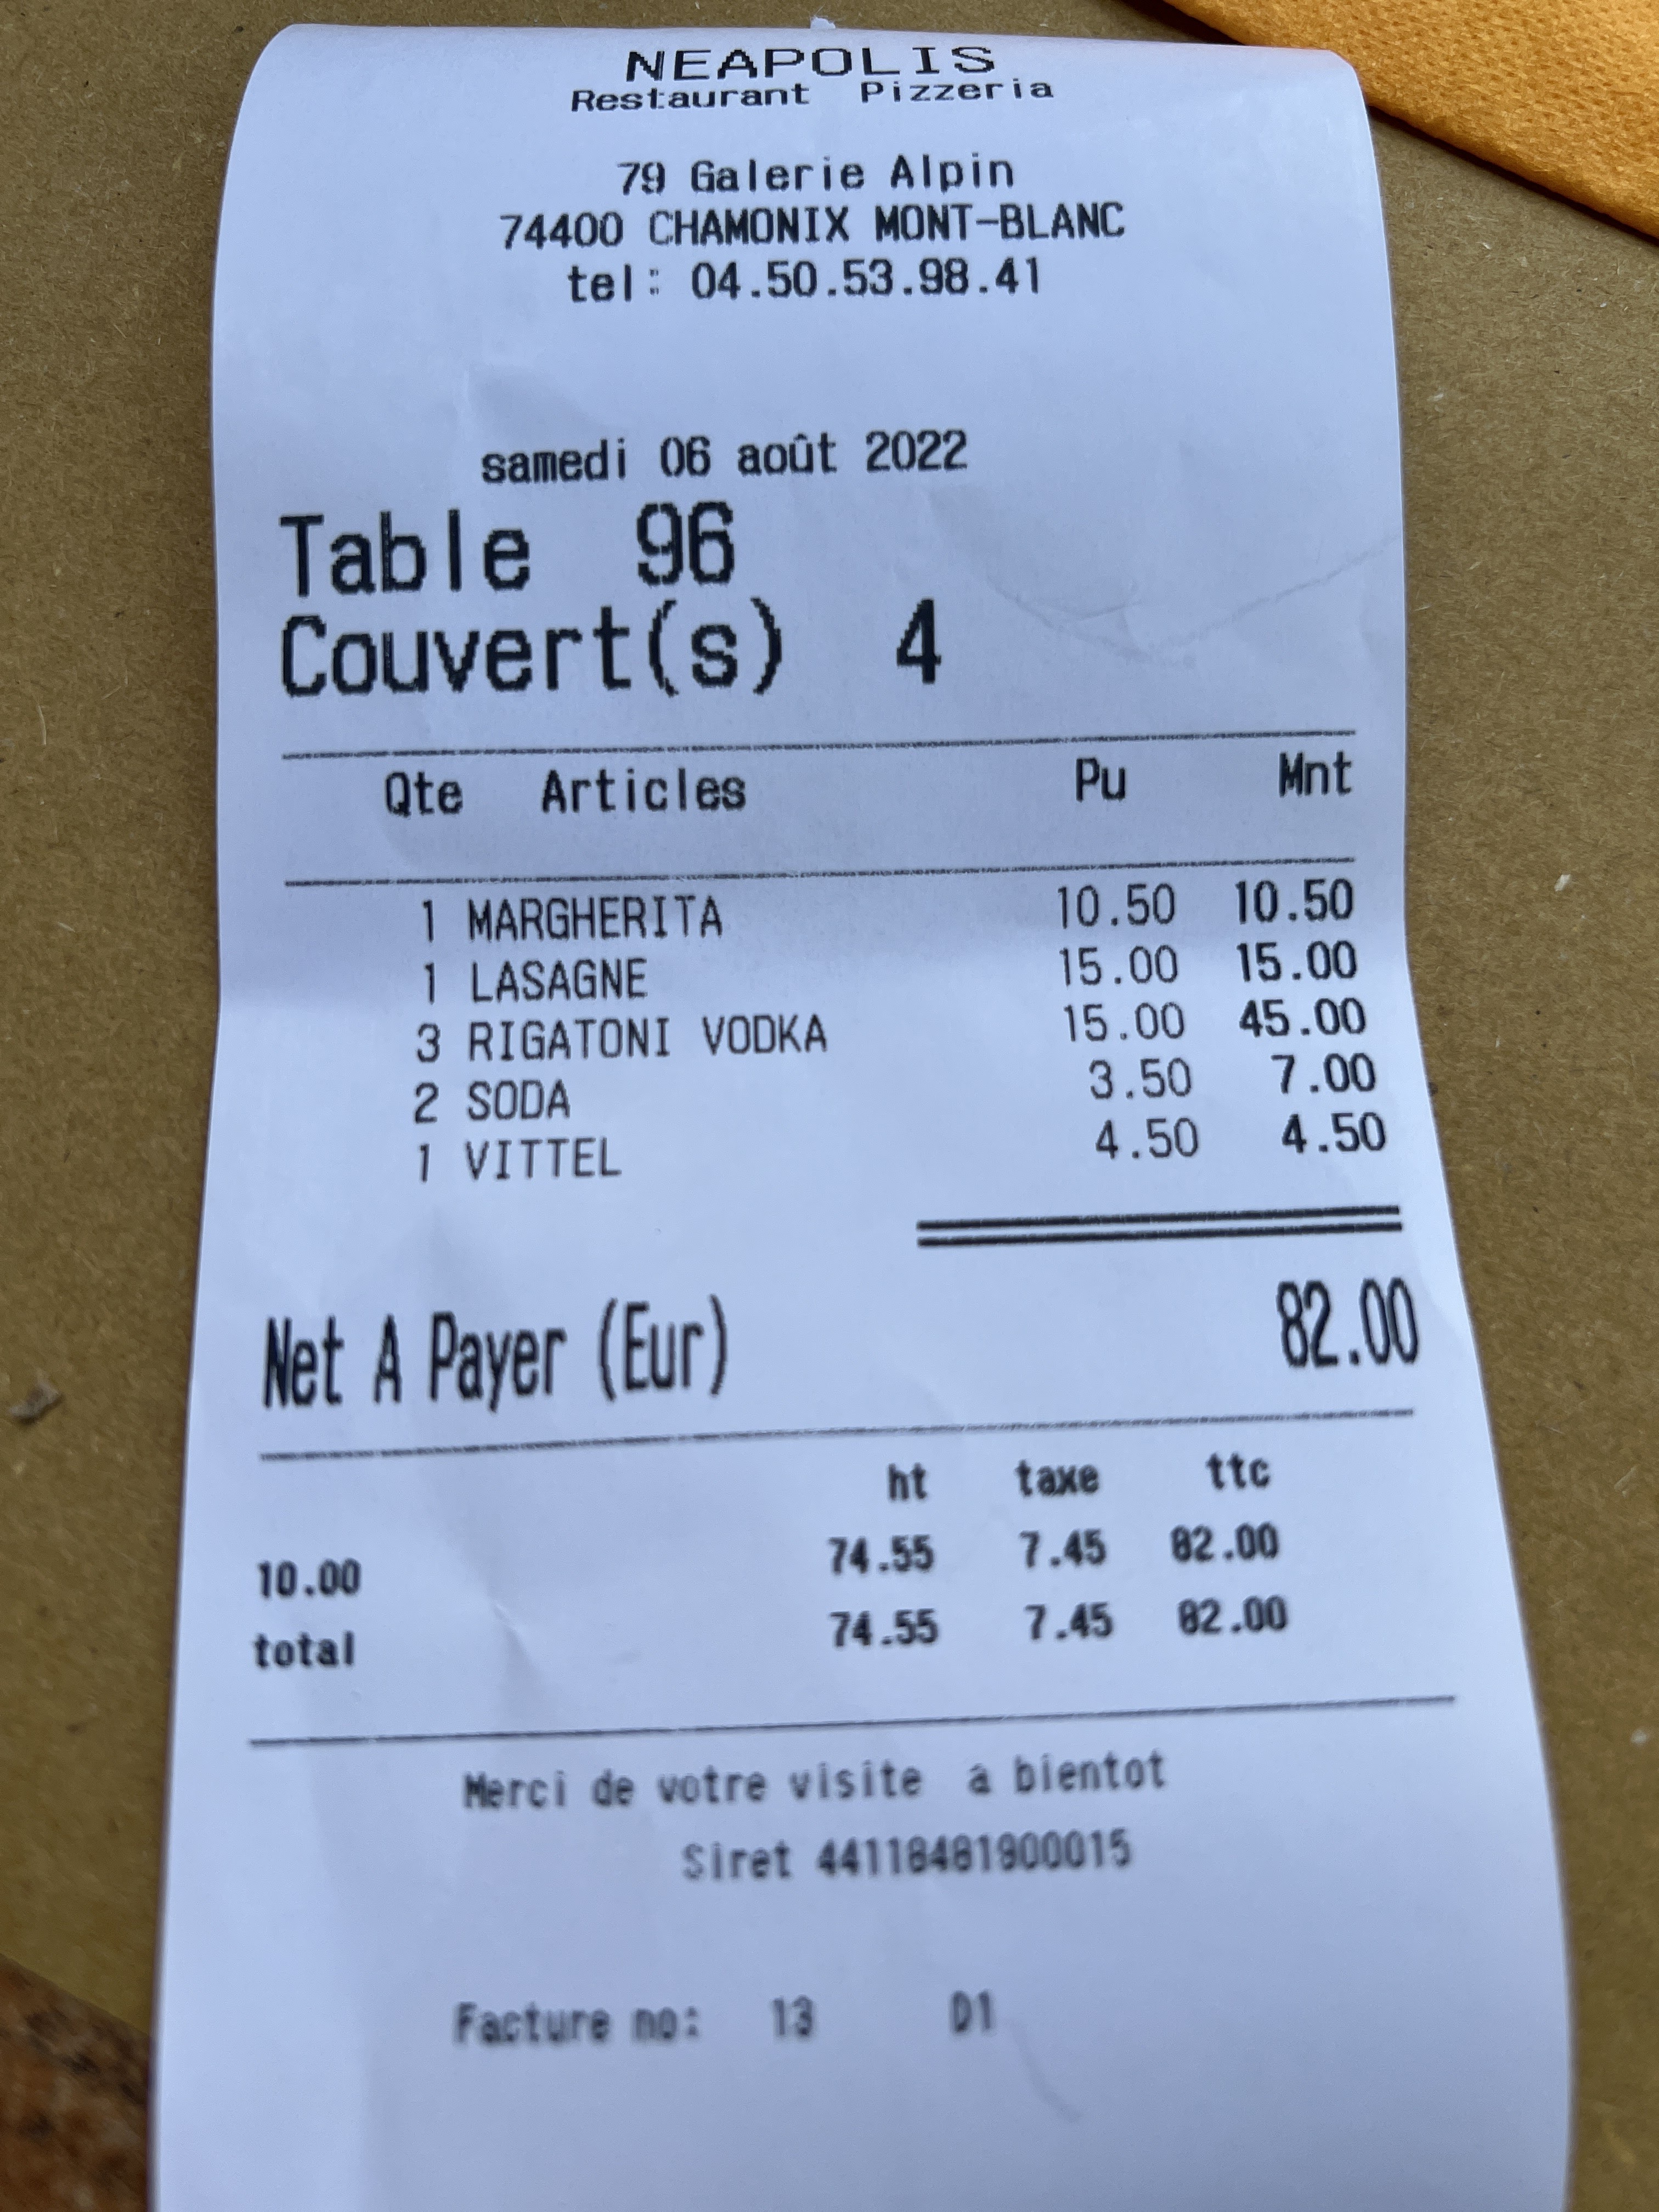 NEAPOLIS
Restaurant Pizzeria
79 Galerie Alpin
74400 CHAMONIX MONT-BLANC
tel: 04.50.53.98.41
samedi 06 août 2022
Table 96
Couvert(s) 4
Qte Articles Pu Mnt
1 MARGHERITA 10.50 10.50
1 LASAGNE 15.00 15.00
3 RIGATONI VODKA 15.00 45.00
2 SODA 3.50 7.00
1 VITTEL 4.50 4.50
Net A Payer (Eur) 82.00
ht taxe ttc
10.00 74.55 7.45 82.00
total 74.55 7.45 82.00
Merci de votre visite a bientot
Siret 44118481900015
Facture no: 13 D1